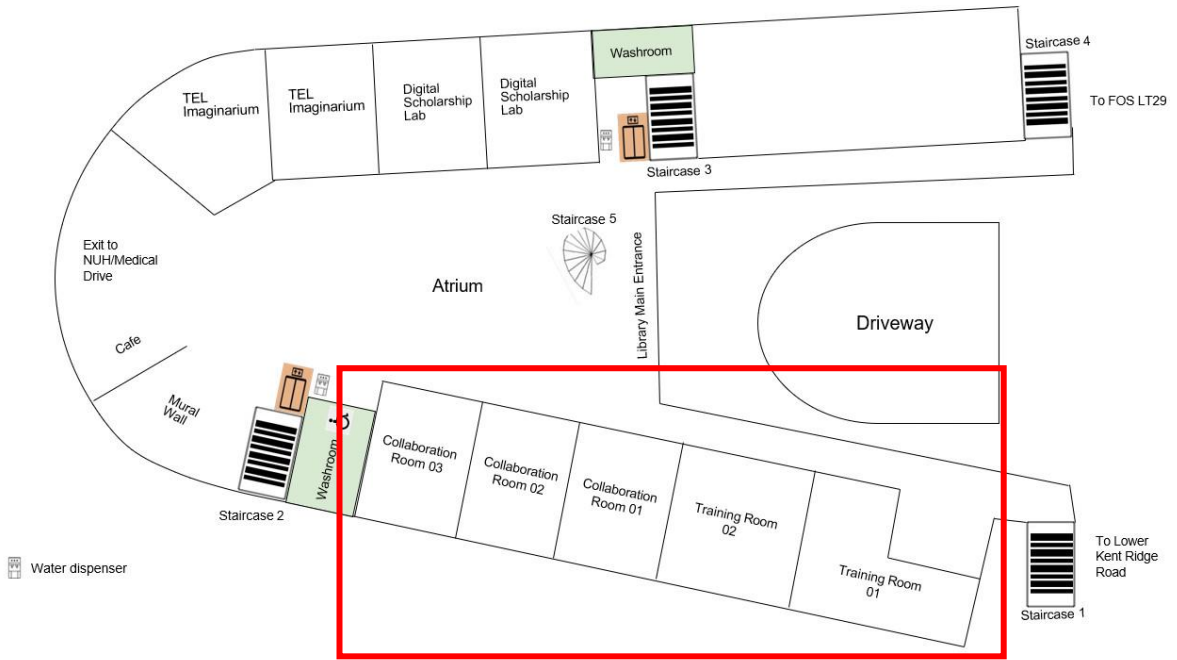 Washroom
Staircase 4
TEL
Imaginarium
TEL
Imaginarium
Digital
Scholarship
Lab
Digital
Scholarship
Lab
To FOS LT29
Staircase 3
Staircase 5
Exit to
NUH/Medical
Drive
Atrium
Library Main Entrance
Driveway
Cafe
Mural
Wall
Washroom
Collaboration
Room 03
Collaboration
Room 02
Collaboration
Room 01
Training Room
02
Training Room
01
Staircase 2
To Lower
Kent Ridge
Road
Staircase 1
Water dispenser